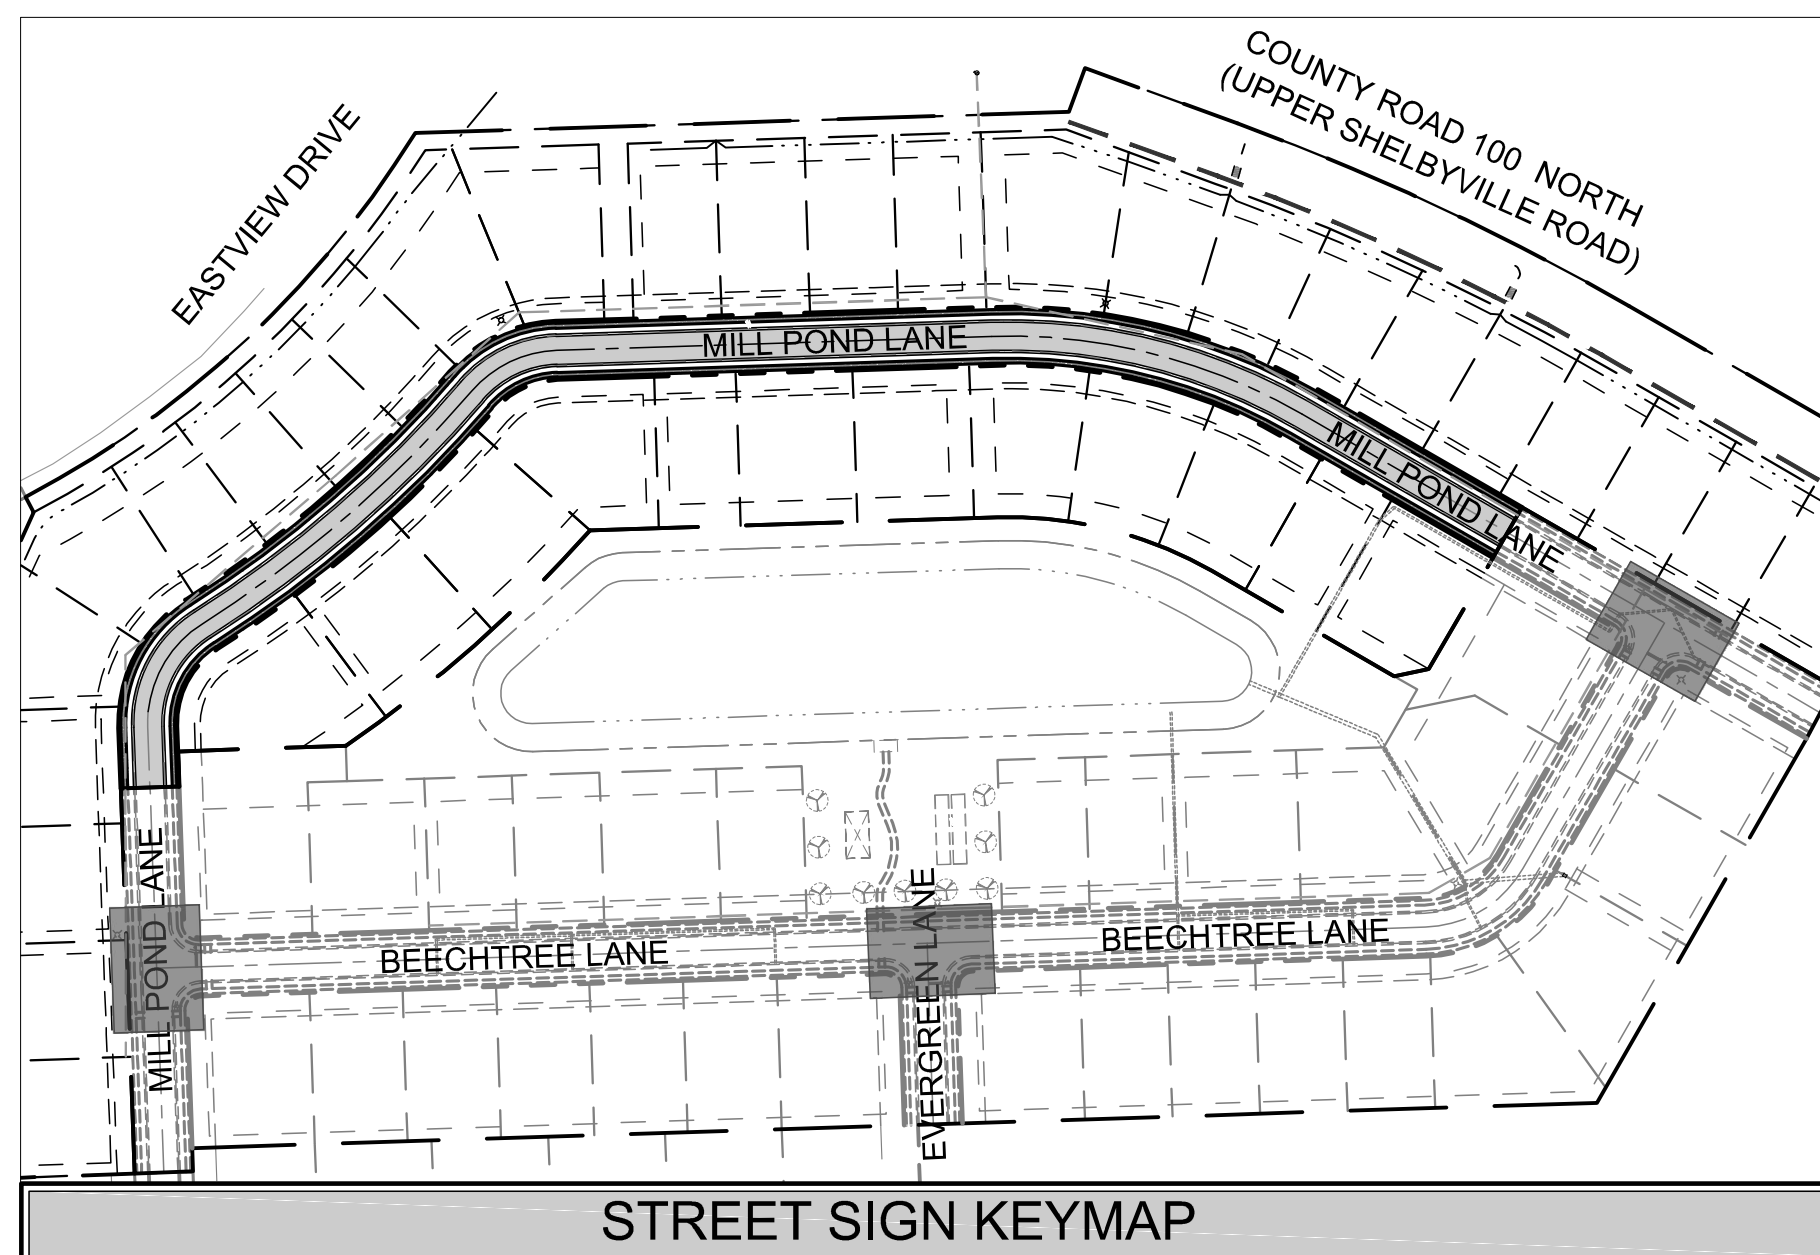 COUNTY ROAD 100 NORTH
(UPPER SHELBYVILLE ROAD)
EASTVIEW DRIVE
MILL POND LANE
MILL POND LANE
MILL POND LANE
BEECHTREE LANE
EVERGREEN LANE
BEECHTREE LANE
STREET SIGN KEYMAP